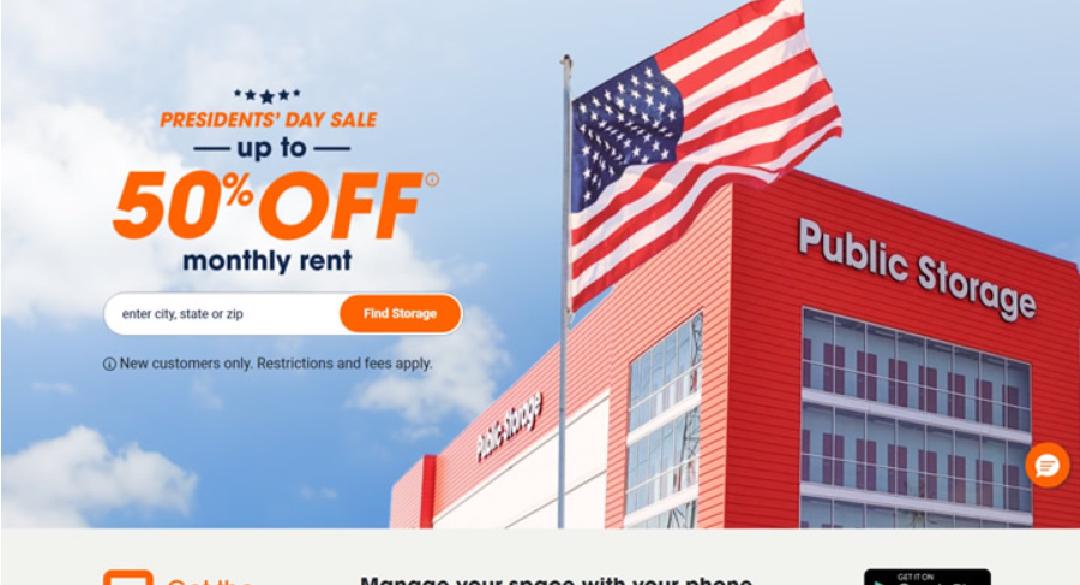 PRESIDENTS' DAY SALE
up to
50% OFF
monthly rent
enter city, state or zip
Find Storage
New customers only. Restrictions and fees apply.
Public Storage
Public Storage
Get the
Manage your space with your phone
GET IT ON